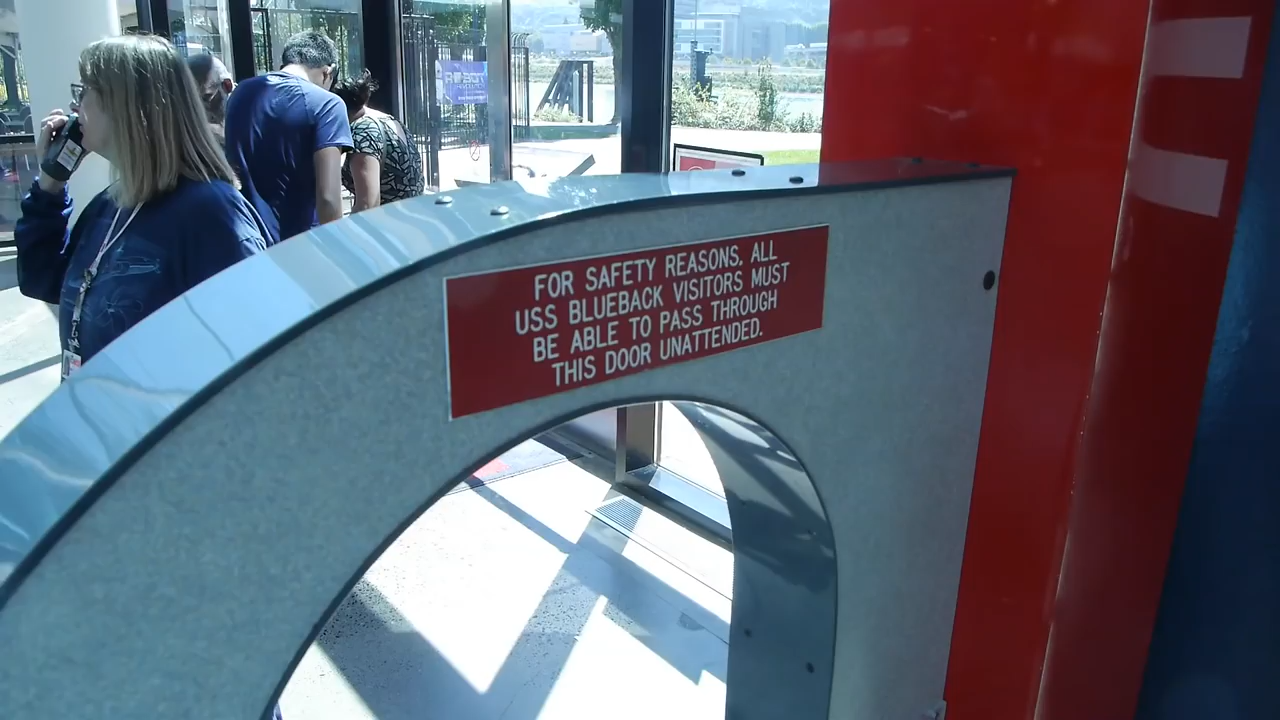 FOR SAFETY REASONS, ALL
USS BLUEBACK VISITORS MUST
BE ABLE TO PASS THROUGH
THIS DOOR UNATTENDED.